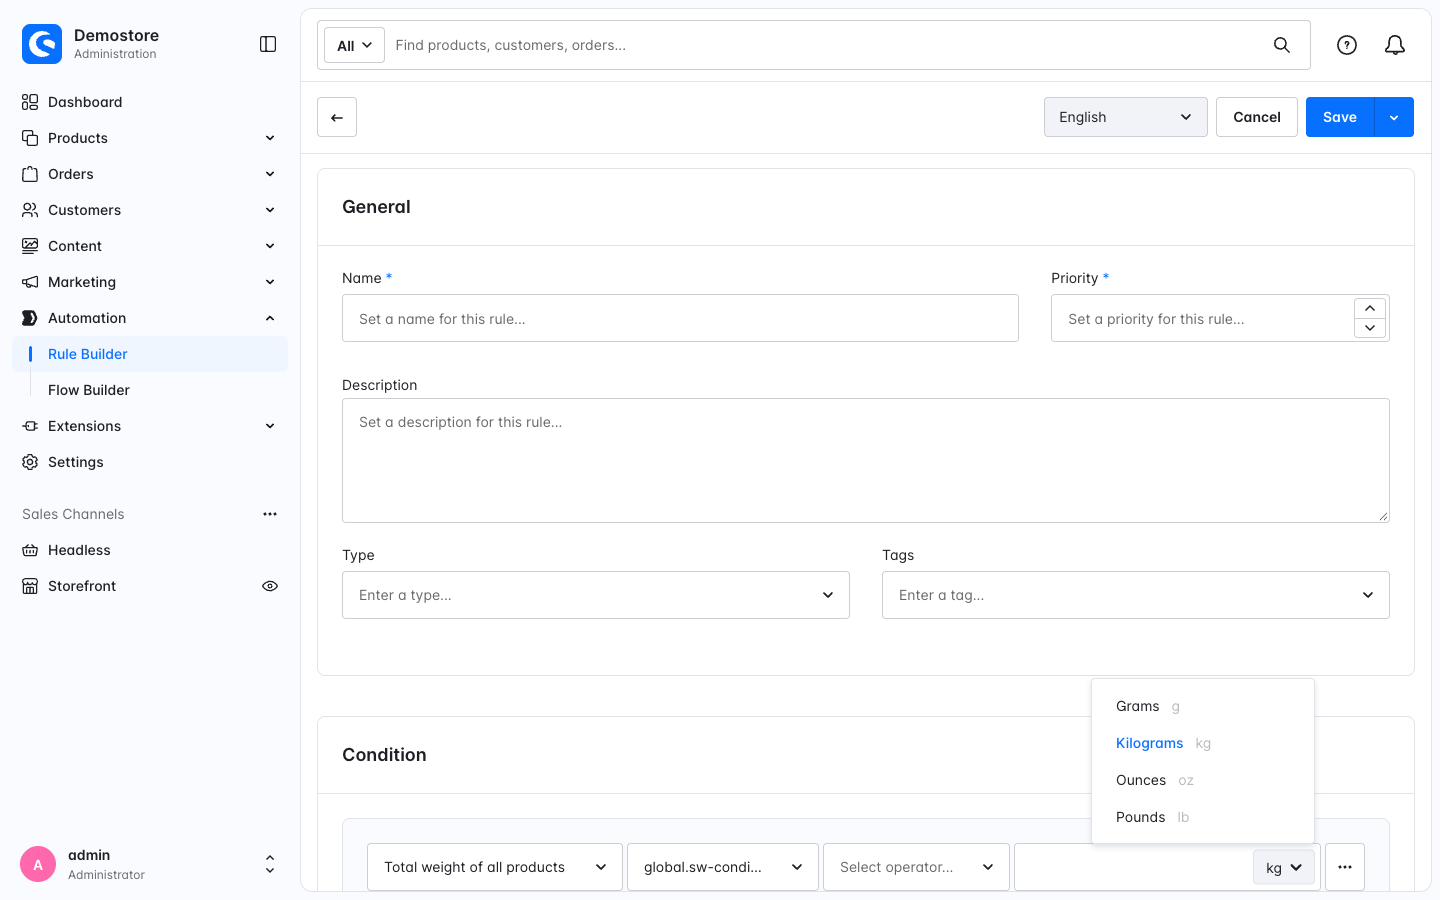 Demostore
Administration
All
Find products, customers, orders...
English
Cancel
Save
Dashboard
Products
Orders
Customers
Content
Marketing
Automation
Rule Builder
Flow Builder
Extensions
Settings
Sales Channels
Headless
Storefront
A
admin
Administrator
General
Name *
Priority *
Set a name for this rule...
Set a priority for this rule...
Description
Set a description for this rule...
Type
Tags
Enter a type...
Enter a tag...
Condition
Grams g
Kilograms kg
Ounces oz
Pounds lb
Total weight of all products
global.sw-condi...
Select operator...
kg